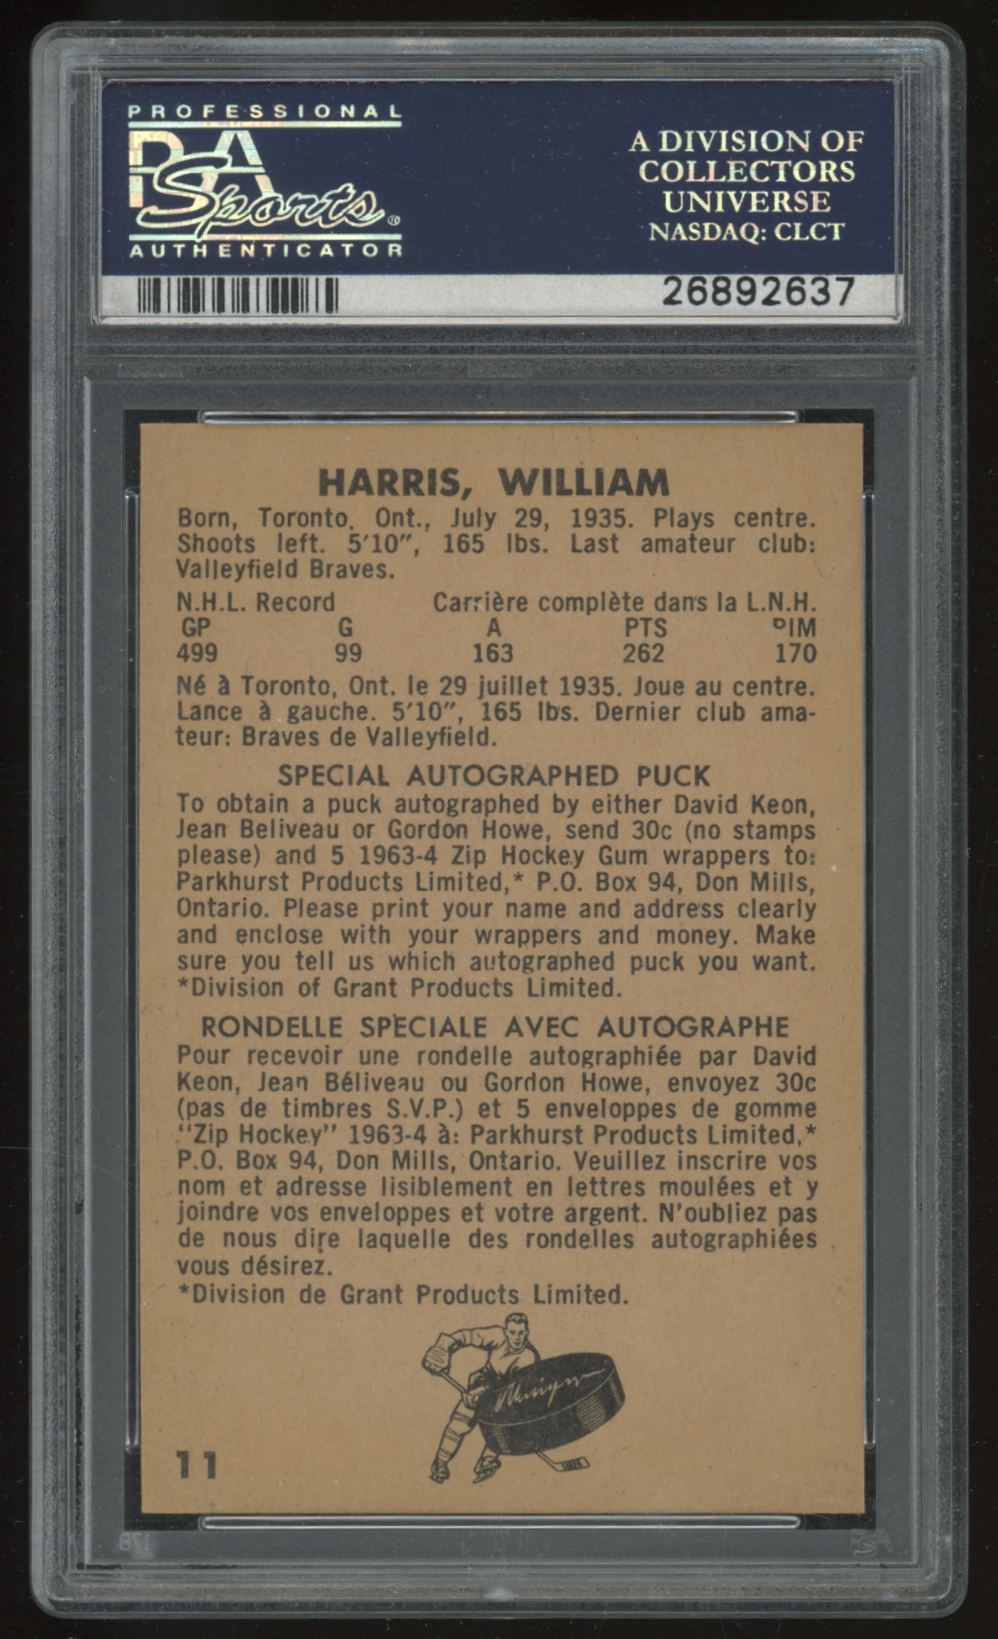 PROFESSIONAL
PSA
Sports
AUTHENTICATOR
A DIVISION OF
COLLECTORS
UNIVERSE
NASDAQ: CLCT
26892637
HARRIS, WILLIAM
Born, Toronto, Ont., July 29, 1935. Plays centre.
Shoots left. 5'10", 165 lbs. Last amateur club:
Valleyfield Braves.
N.H.L. Record Carrière complète dans la L.N.H.
GP G A PTS PIM
499 99 163 262 170
Né à Toronto, Ont. le 29 juillet 1935. Joue au centre.
Lance à gauche. 5'10", 165 lbs. Dernier club ama-
teur: Braves de Valleyfield.
SPECIAL AUTOGRAPHED PUCK
To obtain a puck autographed by either David Keon,
Jean Beliveau or Gordon Howe, send 30c (no stamps
please) and 5 1963-4 Zip Hockey Gum wrappers to:
Parkhurst Products Limited,* P.O. Box 94, Don Mills,
Ontario. Please print your name and address clearly
and enclose with your wrappers and money. Make
sure you tell us which autographed puck you want.
*Division of Grant Products Limited.
RONDELLE SPECIALE AVEC AUTOGRAPHE
Pour recevoir une rondelle autographiée par David
Keon, Jean Béliveau ou Gordon Howe, envoyez 30c
(pas de timbres S.V.P.) et 5 enveloppes de gomme
"Zip Hockey" 1963-4 à: Parkhurst Products Limited,*
P.O. Box 94, Don Mills, Ontario. Veuillez inscrire vos
nom et adresse lisiblement en lettres moulées et y
joindre vos enveloppes et votre argent. N'oubliez pas
de nous dire laquelle des rondelles autographiées
vous désirez.
*Division de Grant Products Limited.
11